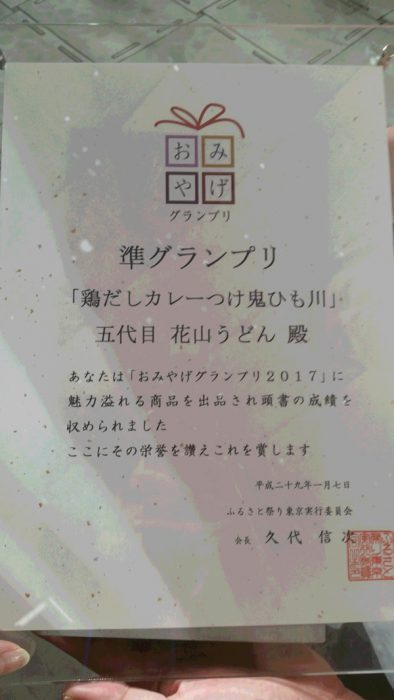 おみ
やげ
グランプリ
準グランプリ
「鶏だしカレーつけ鬼ひも川」
五代目 花山うどん 殿
あなたは「おみやげグランプリ2017」に
魅力溢れる商品を出品され頭書の成績を
収められました
ここにその栄誉を讃えこれを賞します
平成二十九年一月七日
ふるさと祭り東京実行委員会
会長 久代 信次